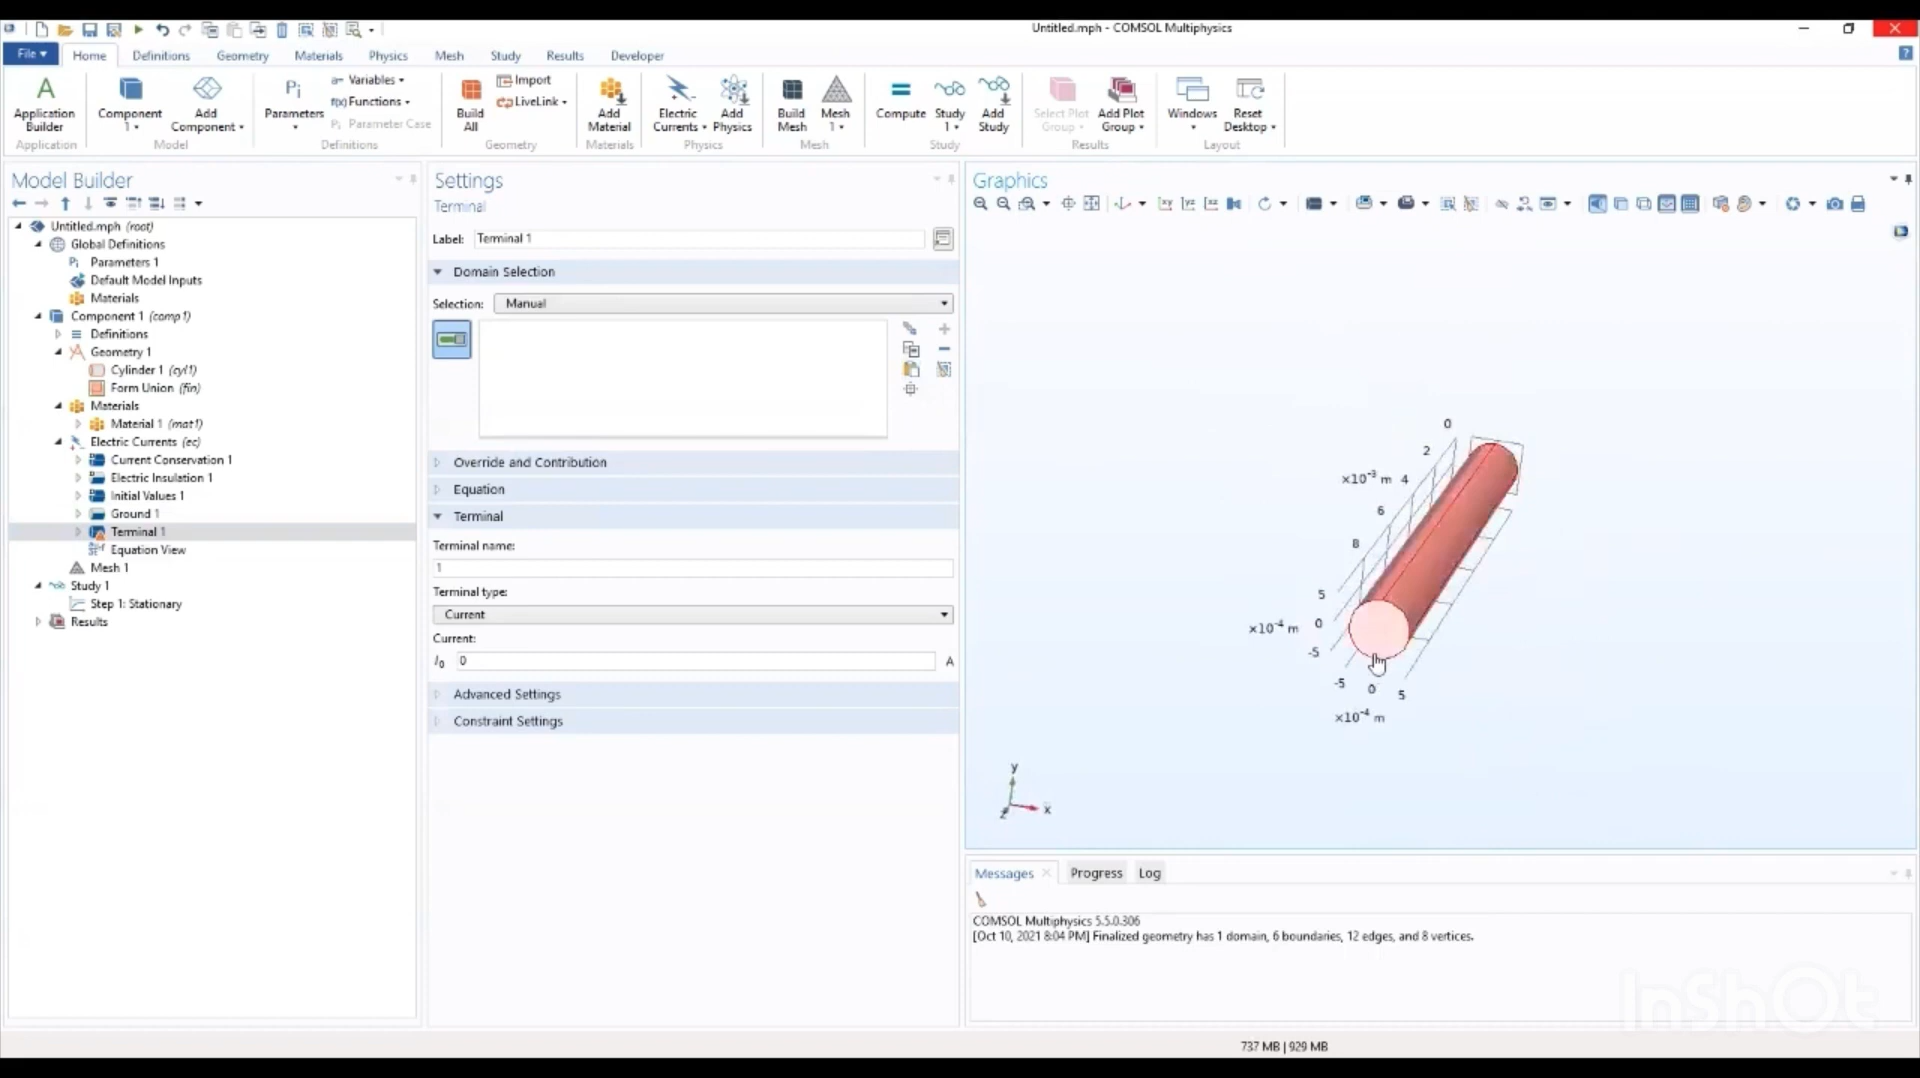 Untitled.mph - COMSOL Multiphysics
File Home Definitions Geometry Materials Physics Mesh Study Results Developer
Application Builder
Component 1
Add Component
Pi Parameters
a= Variables
f(x) Functions
Pi Parameter Case
Build All
Import
LiveLink
Add Material
Electric Currents
Add Physics
Build Mesh
Mesh 1
Compute
Study 1
Add Study
Select Plot Group
Add Plot Group
Windows
Reset Desktop
Application Model Definitions Geometry Materials Physics Mesh Study Results Layout
Model Builder
Untitled.mph (root)
Global Definitions
Pi Parameters 1
Default Model Inputs
Materials
Component 1 (comp1)
Definitions
Geometry 1
Cylinder 1 (cyl1)
Form Union (fin)
Materials
Material 1 (mat1)
Electric Currents (ec)
Current Conservation 1
Electric Insulation 1
Initial Values 1
Ground 1
Terminal 1
Equation View
Mesh 1
Study 1
Step 1: Stationary
Results
Settings
Terminal
Label: Terminal 1
Domain Selection
Selection: Manual
Override and Contribution
Equation
Terminal
Terminal name:
1
Terminal type:
Current
Current:
I0 0 A
Advanced Settings
Constraint Settings
Graphics
xy yz xz
0
2
×10⁻³ m 4
6
8
5
×10⁻⁴ m 0
-5
-5 0 5
×10⁻⁴ m
y
z x
Messages Progress Log
COMSOL Multiphysics 5.5.0.306
[Oct 10, 2021 8:04 PM] Finalized geometry has 1 domain, 6 boundaries, 12 edges, and 8 vertices.
InShOt
737 MB | 929 MB